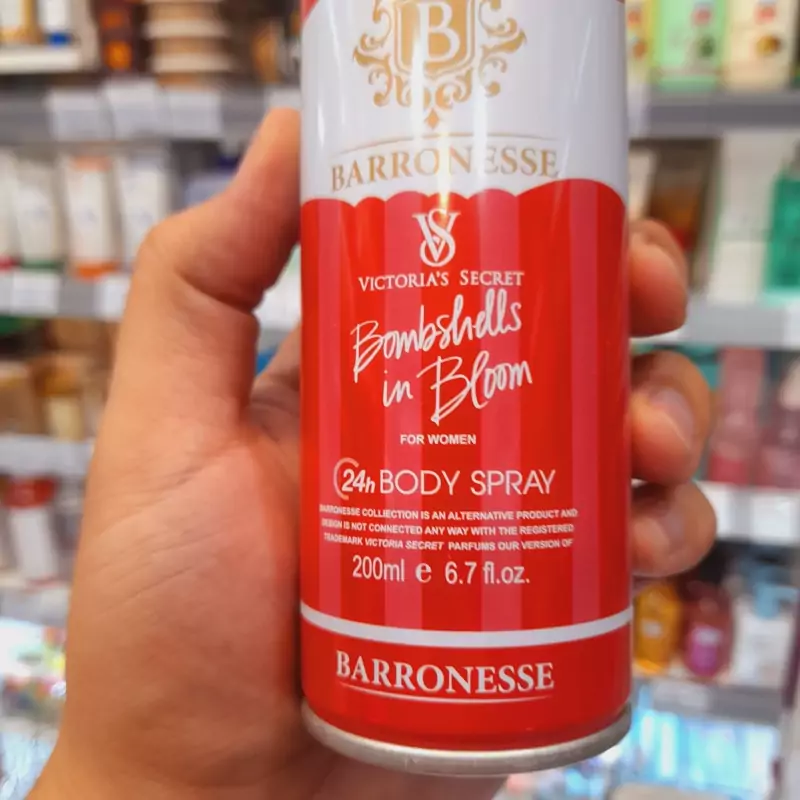 B
BARRONESSE
VS
VICTORIA'S SECRET
Bombshells
in Bloom
FOR WOMEN
24h BODY SPRAY
BARRONESSE COLLIECTION IS AN ALTERNATIVE PRODUCT AND
DESIGN IS NOT CONNECTED ANY WAY WITH THE REGISTERED
TRADEMARK VICTORIA SECRET PARFUMS OUR VERSION OF
200ml e 6.7 fl.oz.
BARRONESSE